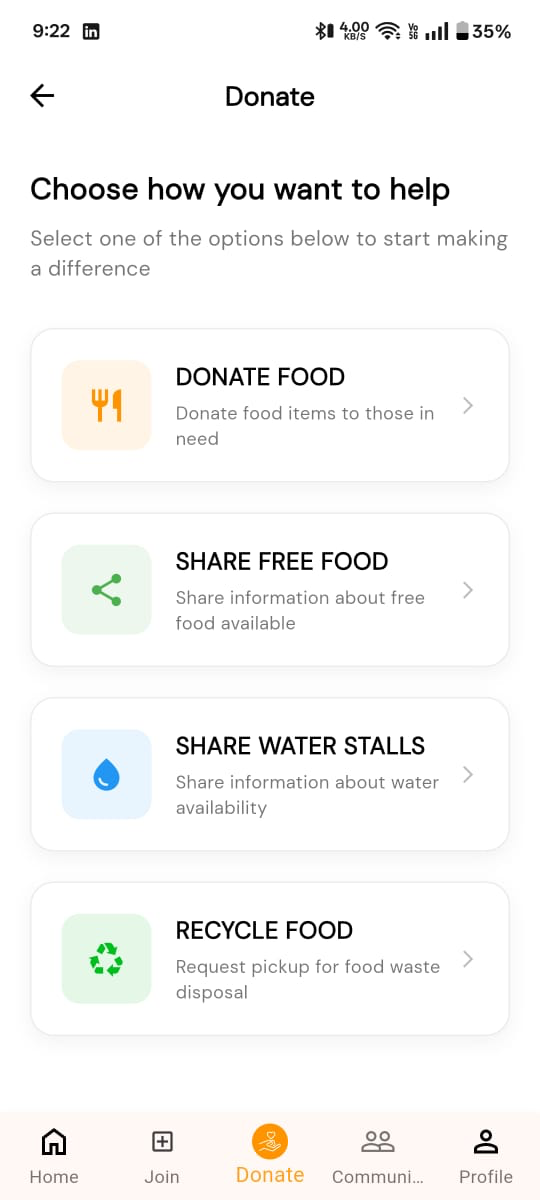 9:22 in 4.00 KB/S Vo 5G 35%
Donate
Choose how you want to help
Select one of the options below to start making
a difference
DONATE FOOD
Donate food items to those in
need
SHARE FREE FOOD
Share information about free
food available
SHARE WATER STALLS
Share information about water
availability
RECYCLE FOOD
Request pickup for food waste
disposal
Home Join Donate Communi... Profile